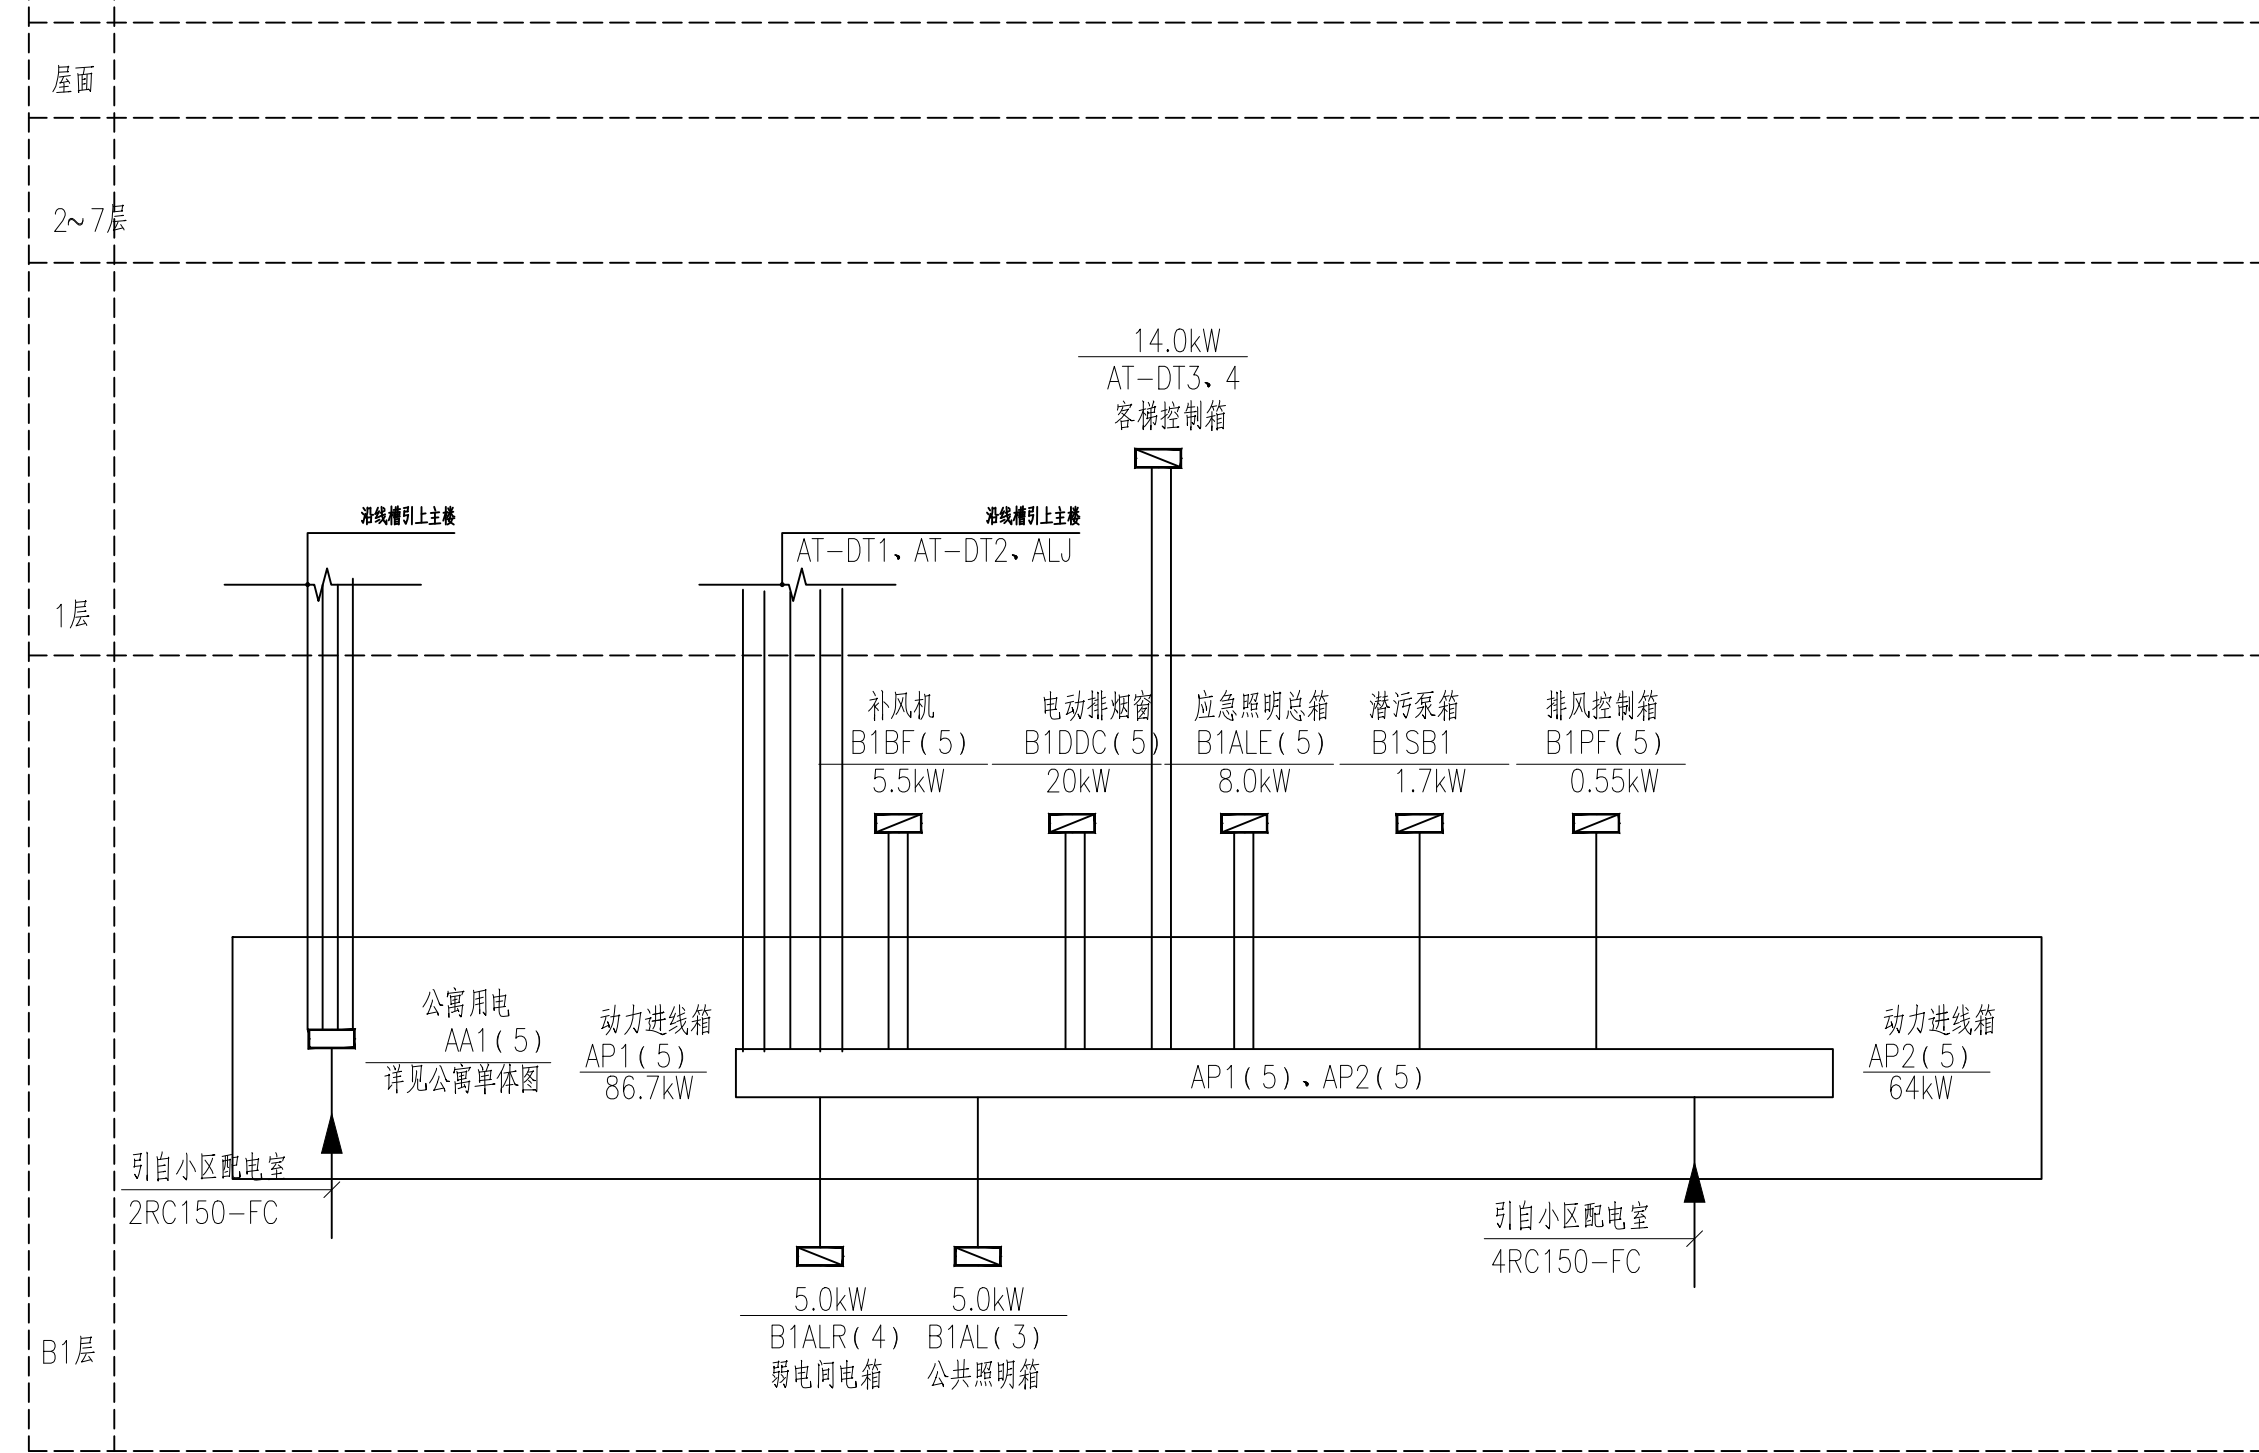 屋面
2~7层
14.0kW
AT-DT3、4
客梯控制箱
沿线槽引上主楼
沿线槽引上主楼
AT-DT1、AT-DT2、ALJ
1层
补风机
B1BF(5)
5.5kW
电动排烟窗
B1DDC(5)
20kW
应急照明总箱
B1ALE(5)
8.0kW
潜污泵箱
B1SB1
1.7kW
排风控制箱
B1PF(5)
0.55kW
公寓用电
AA1(5)
详见公寓单体图
动力进线箱
AP1(5)
86.7kW
AP1(5)、AP2(5)
动力进线箱
AP2(5)
64kW
引自小区配电室
2RC150-FC
引自小区配电室
4RC150-FC
5.0kW
B1ALR(4)
弱电间电箱
5.0kW
B1AL(3)
公共照明箱
B1层